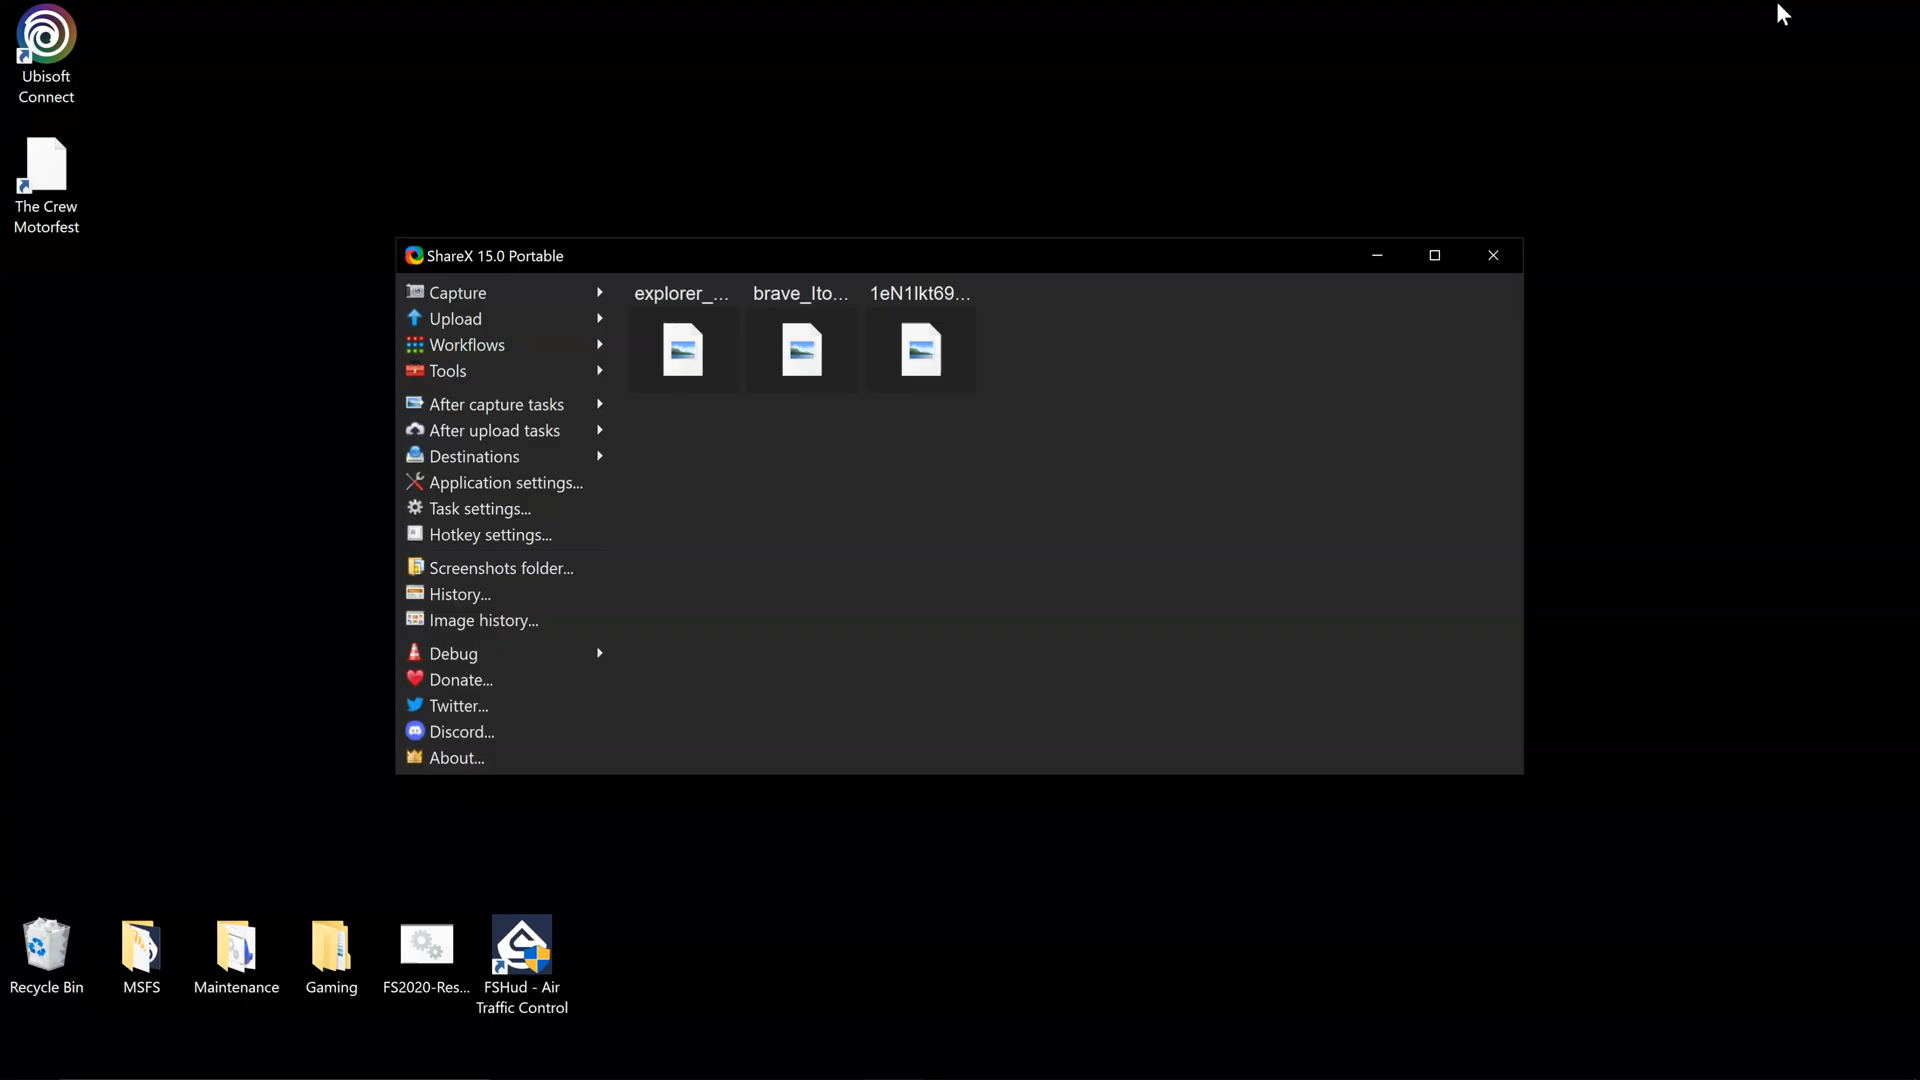 Ubisoft
Connect
The Crew
Motorfest
ShareX 15.0 Portable
Capture
Upload
Workflows
Tools
After capture tasks
After upload tasks
Destinations
Application settings...
Task settings...
Hotkey settings...
Screenshots folder...
History...
Image history...
Debug
Donate...
Twitter...
Discord...
About...
explorer_...
brave_Ito...
1eN1lkt69...
Recycle Bin
MSFS
Maintenance
Gaming
FS2020-Res...
FSHud - Air
Traffic Control